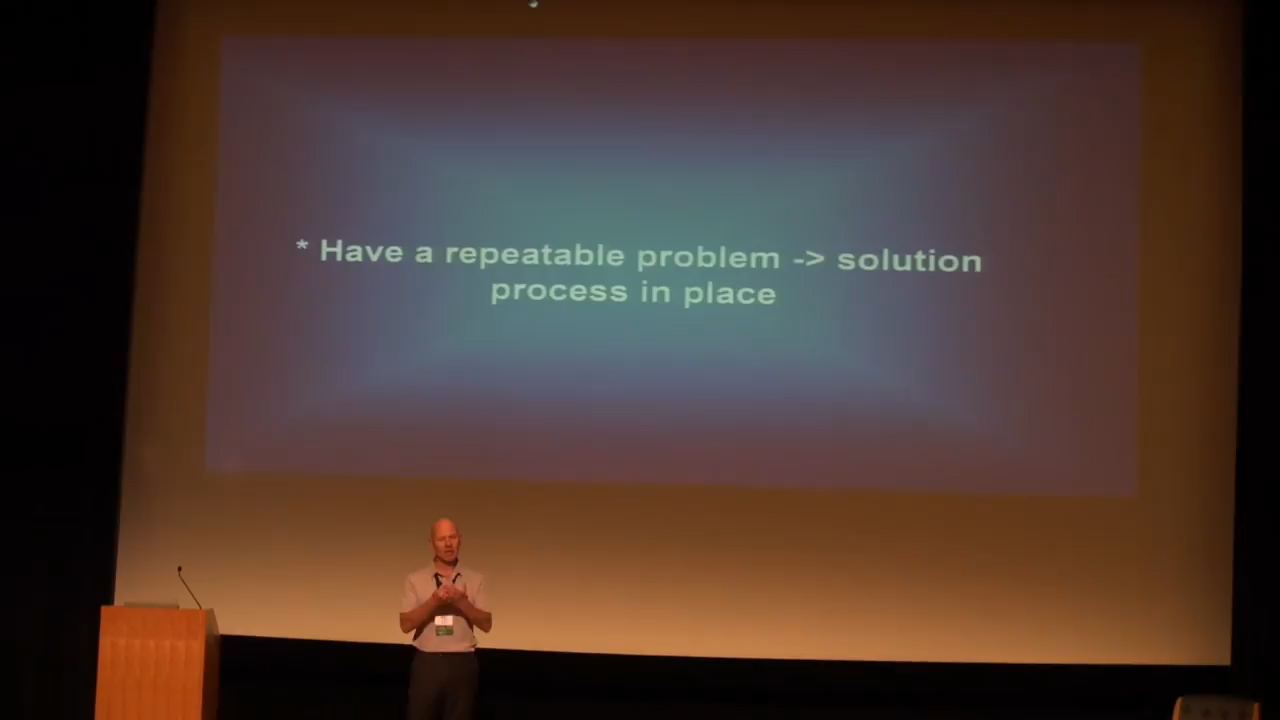 * Have a repeatable problem -> solution
process in place